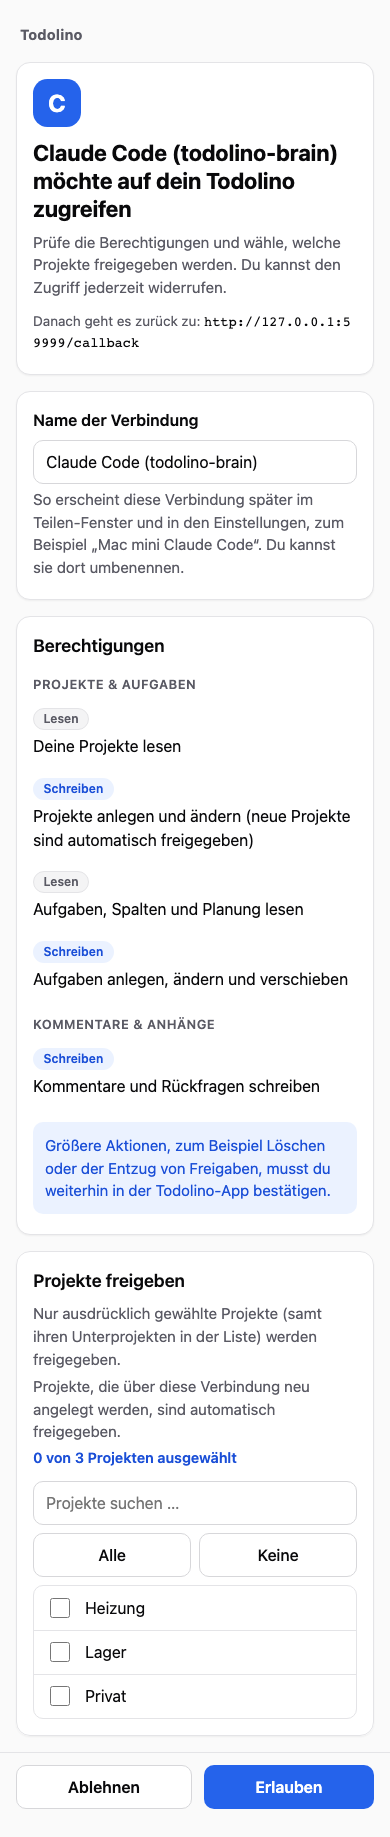 Todolino
C
Claude Code (todolino-brain)
möchte auf dein Todolino
zugreifen
Prüfe die Berechtigungen und wähle, welche
Projekte freigegeben werden. Du kannst den
Zugriff jederzeit widerrufen.
Danach geht es zurück zu: http://127.0.0.1:5
9999/callback
Name der Verbindung
Claude Code (todolino-brain)
So erscheint diese Verbindung später im
Teilen-Fenster und in den Einstellungen, zum
Beispiel „Mac mini Claude Code“. Du kannst
sie dort umbenennen.
Berechtigungen
PROJEKTE & AUFGABEN
Lesen
Deine Projekte lesen
Schreiben
Projekte anlegen und ändern (neue Projekte
sind automatisch freigegeben)
Lesen
Aufgaben, Spalten und Planung lesen
Schreiben
Aufgaben anlegen, ändern und verschieben
KOMMENTARE & ANHÄNGE
Schreiben
Kommentare und Rückfragen schreiben
Größere Aktionen, zum Beispiel Löschen
oder der Entzug von Freigaben, musst du
weiterhin in der Todolino-App bestätigen.
Projekte freigeben
Nur ausdrücklich gewählte Projekte (samt
ihren Unterprojekten in der Liste) werden
freigegeben.
Projekte, die über diese Verbindung neu
angelegt werden, sind automatisch
freigegeben.
0 von 3 Projekten ausgewählt
Projekte suchen ...
Alle
Keine
Heizung
Lager
Privat
Ablehnen
Erlauben